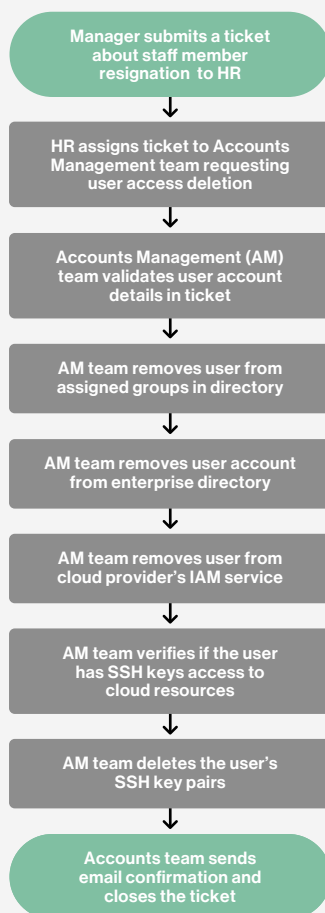 Manager submits a ticket
about staff member
resignation to HR
HR assigns ticket to Accounts
Management team requesting
user access deletion
Accounts Management (AM)
team validates user account
details in ticket
AM team removes user from
assigned groups in directory
AM team removes user account
from enterprise directory
AM team removes user from
cloud provider's IAM service
AM team verifies if the user
has SSH keys access to
cloud resources
AM team deletes the user's
SSH key pairs
Accounts team sends
email confirmation and
closes the ticket